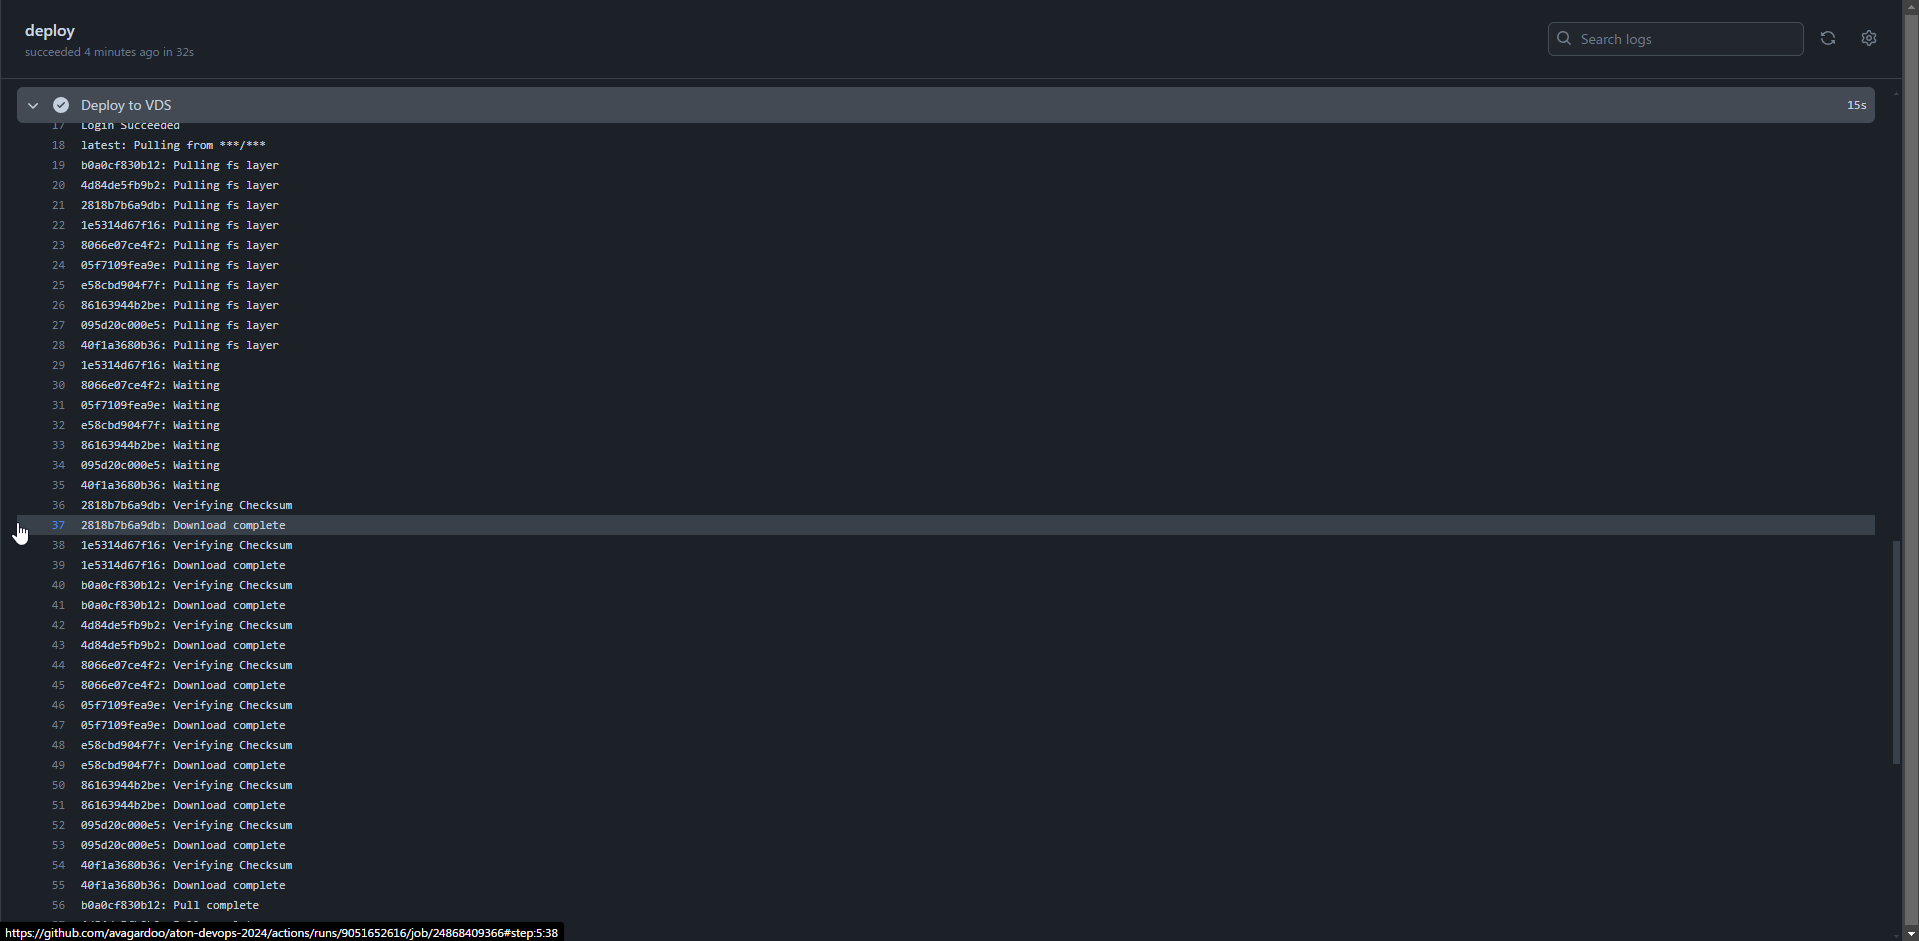 deploy
succeeded 4 minutes ago in 32s
Search logs
Deploy to VDS
15s
17 Login Succeeded
18 latest: Pulling from ***/***
19 b0a0cf830b12: Pulling fs layer
20 4d84de5fb9b2: Pulling fs layer
21 2818b7b6a9db: Pulling fs layer
22 1e5314d67f16: Pulling fs layer
23 8066e07ce4f2: Pulling fs layer
24 05f7109fea9e: Pulling fs layer
25 e58cbd904f7f: Pulling fs layer
26 86163944b2be: Pulling fs layer
27 095d20c000e5: Pulling fs layer
28 40f1a3680b36: Pulling fs layer
29 1e5314d67f16: Waiting
30 8066e07ce4f2: Waiting
31 05f7109fea9e: Waiting
32 e58cbd904f7f: Waiting
33 86163944b2be: Waiting
34 095d20c000e5: Waiting
35 40f1a3680b36: Waiting
36 2818b7b6a9db: Verifying Checksum
37 2818b7b6a9db: Download complete
38 1e5314d67f16: Verifying Checksum
39 1e5314d67f16: Download complete
40 b0a0cf830b12: Verifying Checksum
41 b0a0cf830b12: Download complete
42 4d84de5fb9b2: Verifying Checksum
43 4d84de5fb9b2: Download complete
44 8066e07ce4f2: Verifying Checksum
45 8066e07ce4f2: Download complete
46 05f7109fea9e: Verifying Checksum
47 05f7109fea9e: Download complete
48 e58cbd904f7f: Verifying Checksum
49 e58cbd904f7f: Download complete
50 86163944b2be: Verifying Checksum
51 86163944b2be: Download complete
52 095d20c000e5: Verifying Checksum
53 095d20c000e5: Download complete
54 40f1a3680b36: Verifying Checksum
55 40f1a3680b36: Download complete
56 b0a0cf830b12: Pull complete
https://github.com/avagardoo/aton-devops-2024/actions/runs/9051652616/job/24868409366#step:5:38